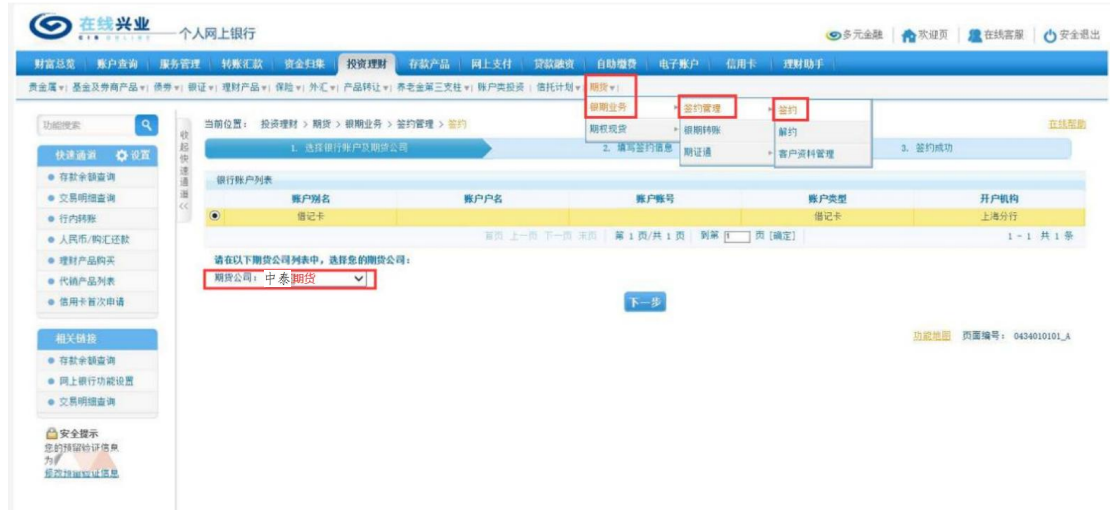 在线兴业 个人网上银行
CIB ONLINE
多元金融 欢迎页 在线客服 安全退出
财富总览 账户查询 服务管理 转账汇款 资金归集 投资理财 存款产品 网上支付 贷款融资 自助缴费 电子账户 信用卡 理财助手
贵金属 基金及券商产品 债券 银证 理财产品 保险 外汇 产品转让 养老金第三支柱 账户类投资 信托计划 期货
银期业务 签约管理 签约
期权现货 银期转账 解约
期证通 客户资料管理
功能搜索
收起快速通道 <<
当前位置: 投资理财 > 期货 > 银期业务 > 签约管理 > 签约
在线帮助
快速通道 设置
1. 选择银行账户及期货公司 2. 填写签约信息 3. 签约成功
存款余额查询
交易明细查询
行内转账
人民币/购汇还款
理财产品购买
代销产品列表
信用卡首次申请
银行账户列表
账户别名 账户户名 账户账号 账户类型 开户机构
借记卡 借记卡 上海分行
首页 上一页 下一页 末页 第 1 页/共 1 页 到第 1 页 [确定] 1 - 1 共 1 条
请在以下期货公司列表中，选择您的期货公司:
期货公司: 中泰期货
下一步
功能地图 页面编号: 0434010101_A
相关链接
存款余额查询
网上银行功能设置
交易明细查询
安全提示
您的预留验证信息
为
修改预留验证信息